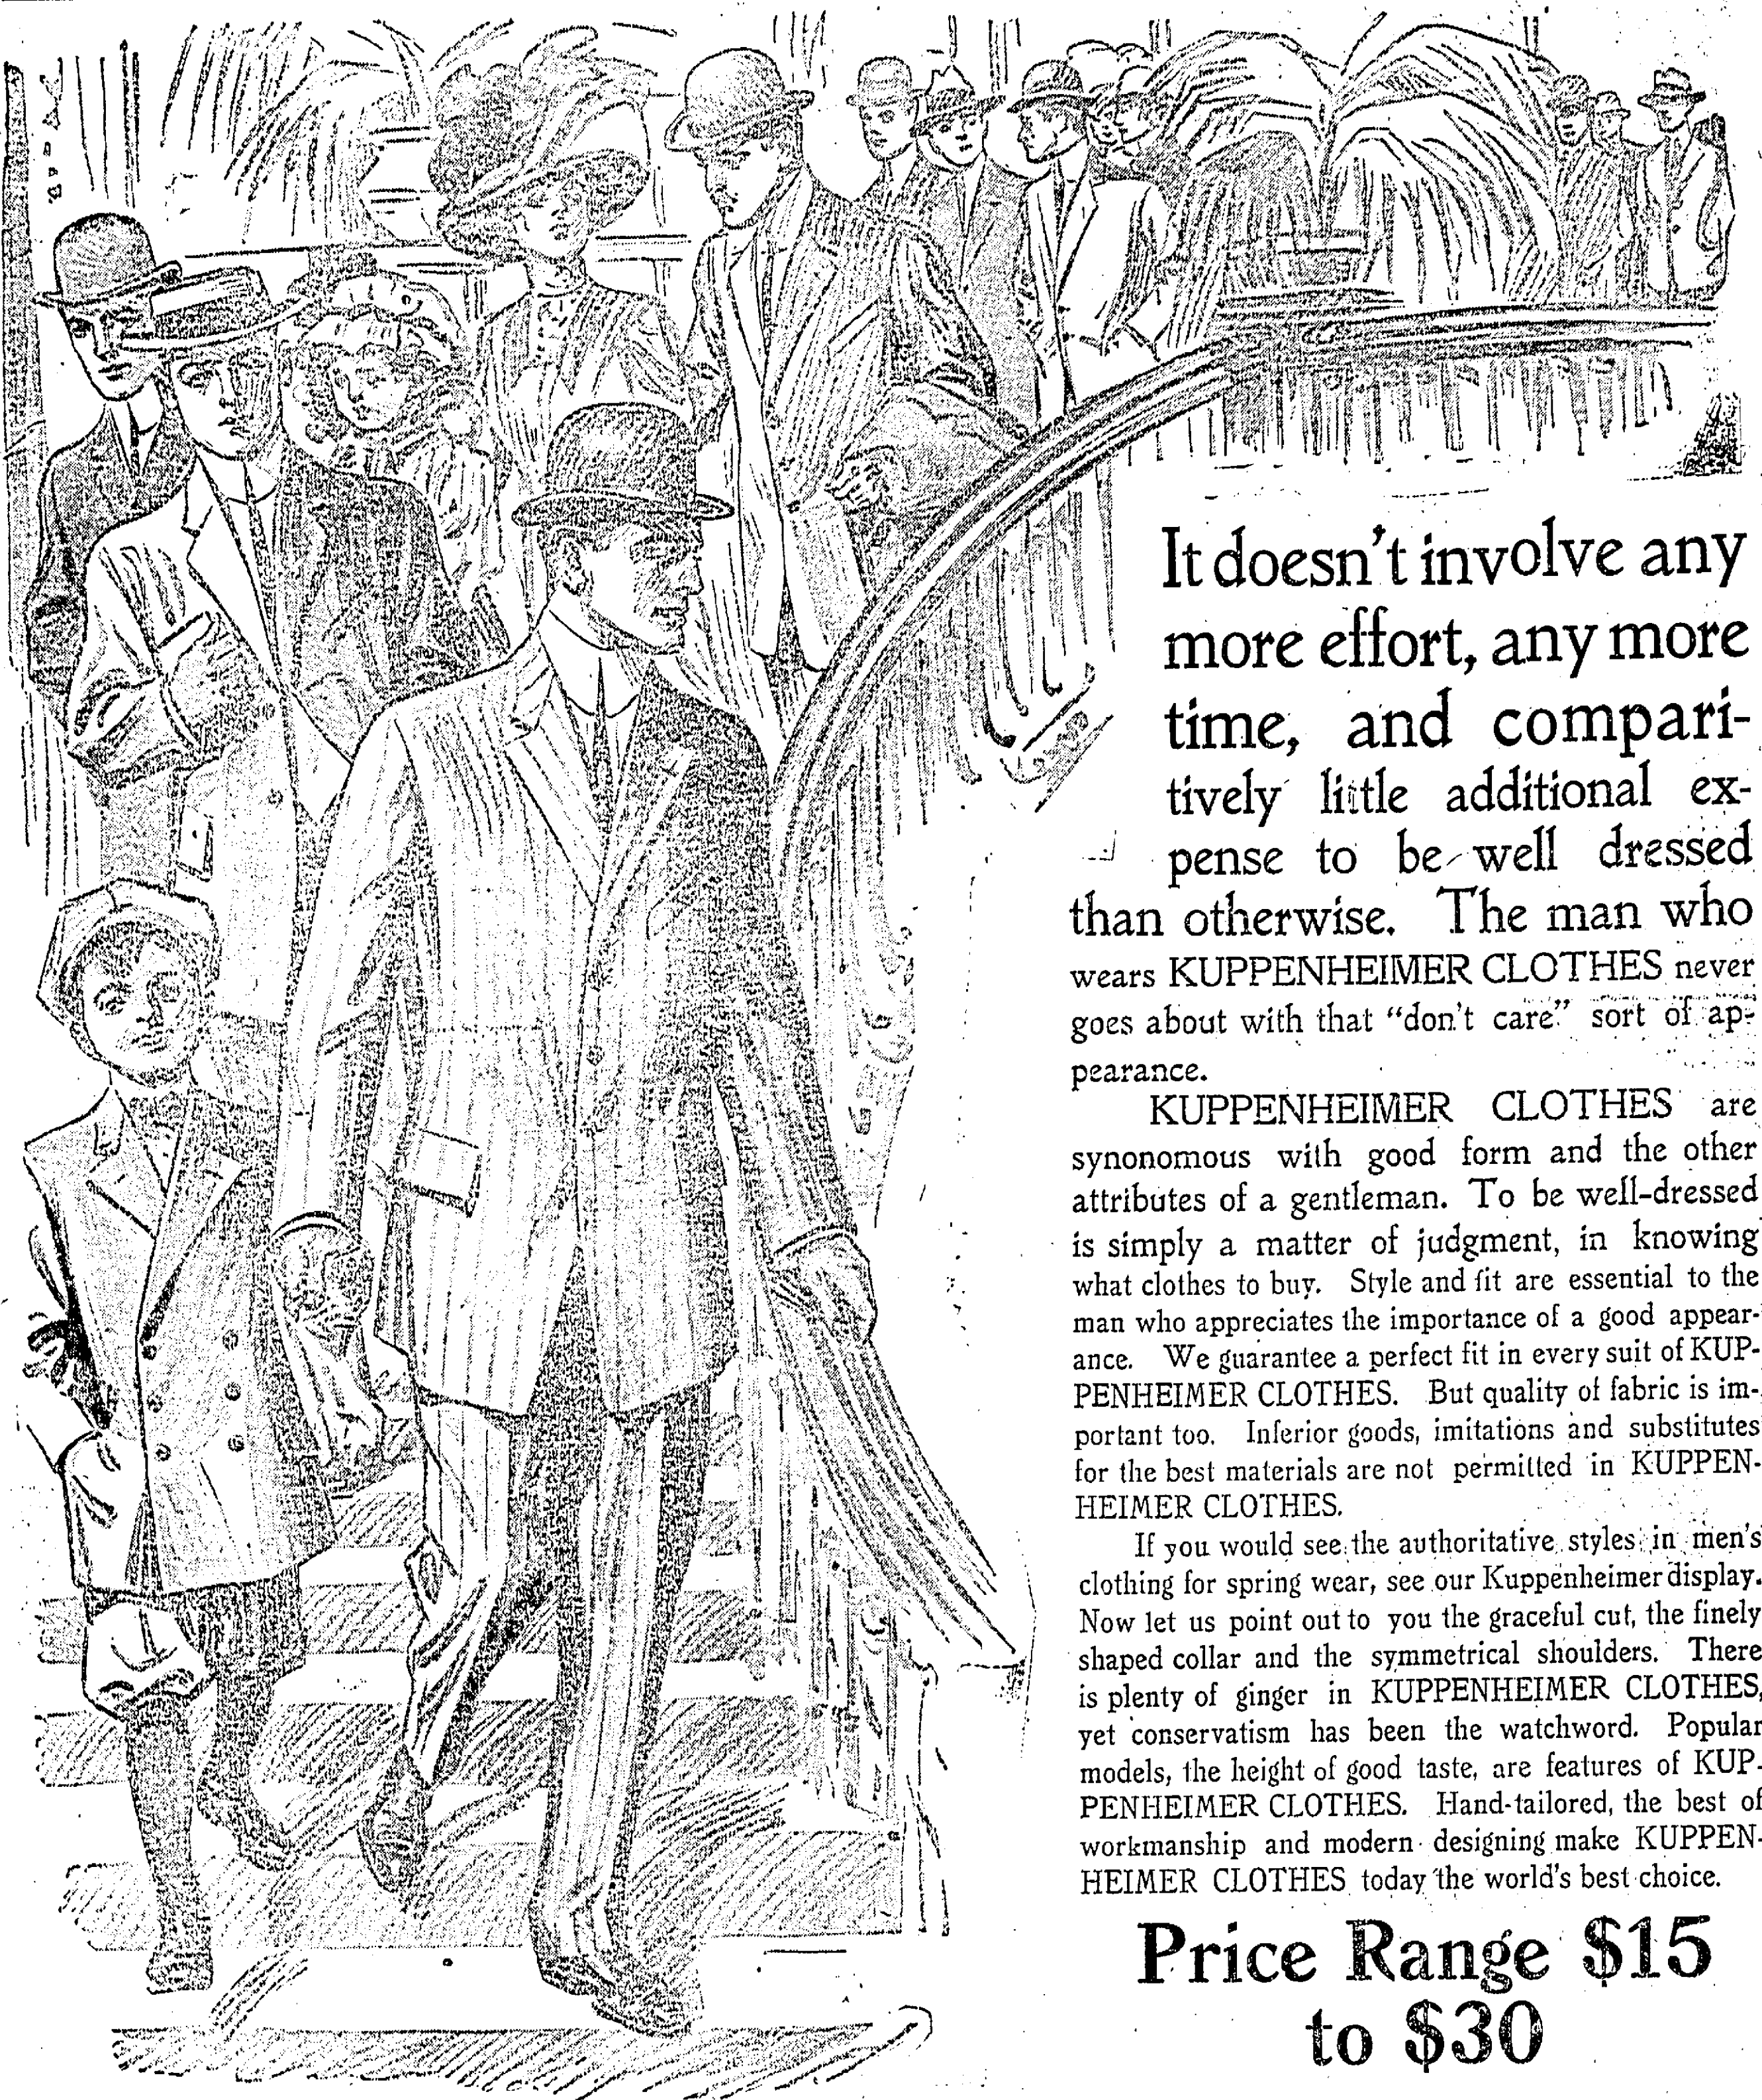 It doesn't involve any
more effort, any more
time, and compari-
tively little additional ex-
pense to be well dressed
than otherwise. The man who
wears KUPPENHEIMER CLOTHES never
goes about with that "don't care" sort of ap-
pearance.
KUPPENHEIMER CLOTHES are
synonomous with good form and the other
attributes of a gentleman. To be well-dressed
is simply a matter of judgment, in knowing
what clothes to buy. Style and fit are essential to the
man who appreciates the importance of a good appear-
ance. We guarantee a perfect fit in every suit of KUP-
PENHEIMER CLOTHES. But quality of fabric is im-
portant too. Inferior goods, imitations and substitutes
for the best materials are not permitted in KUPPEN-
HEIMER CLOTHES.
If you would see the authoritative styles in men's
clothing for spring wear, see our Kuppenheimer display.
Now let us point out to you the graceful cut, the finely
shaped collar and the symmetrical shoulders. There
is plenty of ginger in KUPPENHEIMER CLOTHES,
yet conservatism has been the watchword. Popular
models, the height of good taste, are features of KUP-
PENHEIMER CLOTHES. Hand-tailored, the best of
workmanship and modern designing make KUPPEN-
HEIMER CLOTHES today the world's best choice.
Price Range $15
to $30